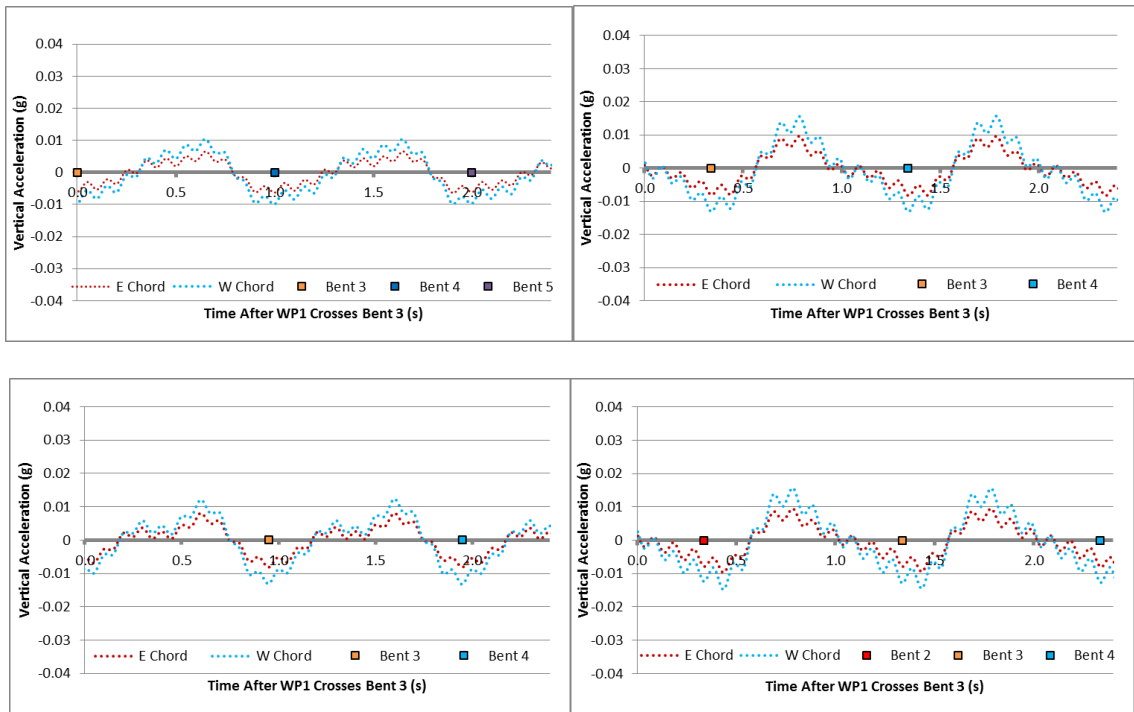 0.04
0.03
0.02
0.01
0
-0.01
-0.02
-0.03
-0.04
Vertical Acceleration (g)
0.0 0.5 1.0 1.5 2.0
E Chord W Chord Bent 3 Bent 4 Bent 5
Time After WP1 Crosses Bent 3 (s)
0.04
0.03
0.02
0.01
0
-0.01
-0.02
-0.03
-0.04
Vertical Acceleration (g)
0.0 0.5 1.0 1.5 2.0
E Chord W Chord Bent 3 Bent 4
Time After WP1 Crosses Bent 3 (s)
0.04
0.03
0.02
0.01
0
-0.01
-0.02
-0.03
-0.04
Vertical Acceleration (g)
0.0 0.5 1.0 1.5 2.0
E Chord W Chord Bent 3 Bent 4
Time After WP1 Crosses Bent 3 (s)
0.04
0.03
0.02
0.01
0
-0.01
-0.02
-0.03
-0.04
Vertical Acceleration (g)
0.0 0.5 1.0 1.5 2.0
E Chord W Chord Bent 2 Bent 3 Bent 4
Time After WP1 Crosses Bent 3 (s)